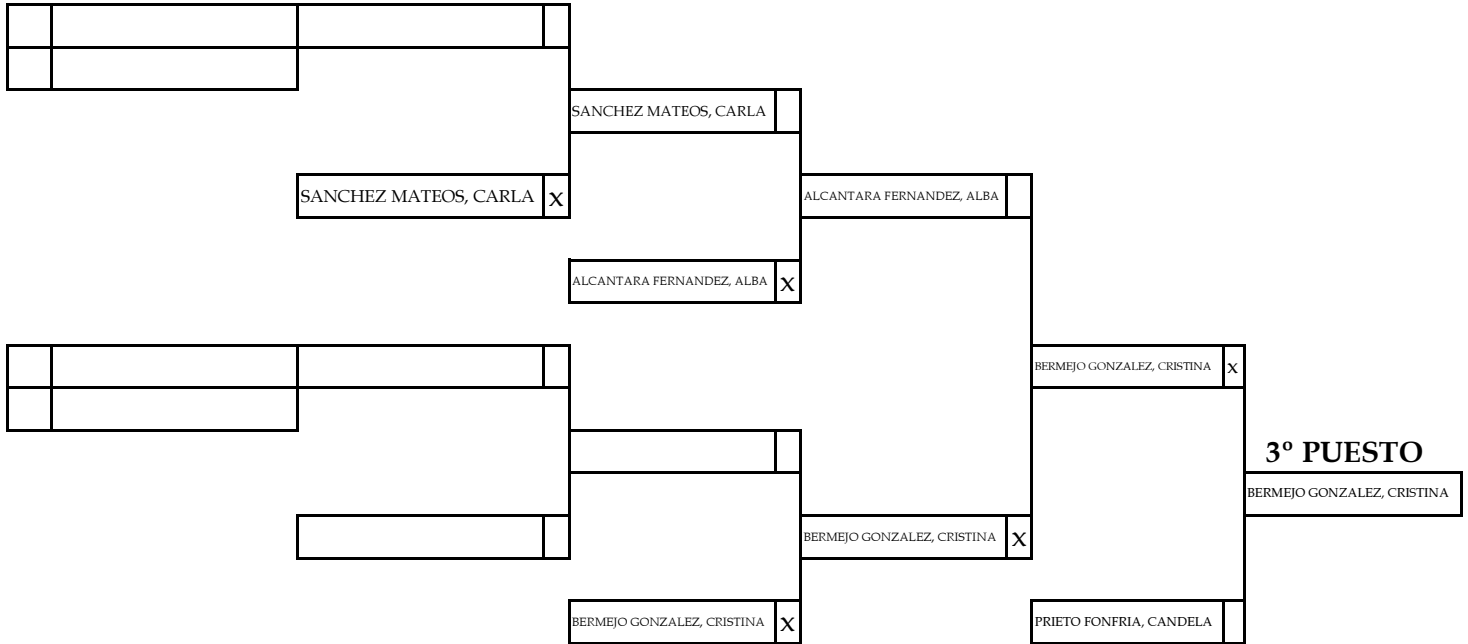 SANCHEZ MATEOS, CARLA
SANCHEZ MATEOS, CARLA x
ALCANTARA FERNANDEZ, ALBA
ALCANTARA FERNANDEZ, ALBA x
BERMEJO GONZALEZ, CRISTINA x
3º PUESTO
BERMEJO GONZALEZ, CRISTINA
BERMEJO GONZALEZ, CRISTINA x
BERMEJO GONZALEZ, CRISTINA x
PRIETO FONFRIA, CANDELA